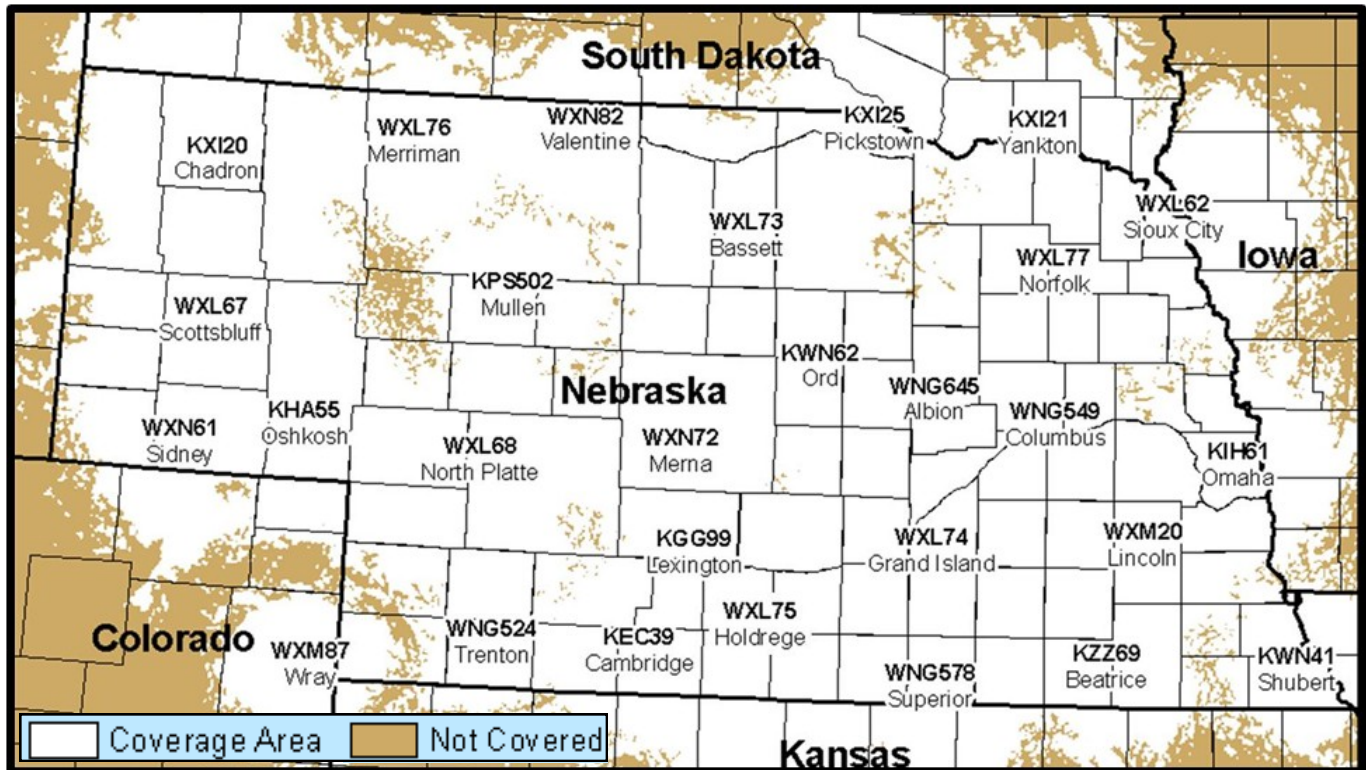 South Dakota
WXN82
Valentine
KXI25
Pickstown
KXI21
Yankton
WXL76
Merriman
KXI20
Chadron
WXL73
Bassett
WXL62
Sioux City
Iowa
WXL77
Norfolk
KPS502
Mullen
WXL67
Scottsbluff
KWN62
Ord
Nebraska
WNG645
Albion
WNG549
Columbus
KHA55
Oshkosh
WXN61
Sidney
WXL68
North Platte
WXN72
Merna
KIH61
Omaha
KGG99
Lexington
WXL74
Grand Island
WXM20
Lincoln
Colorado
WXM87
Wray
WNG524
Trenton
KEC39
Cambridge
WXL75
Holdrege
WNG578
Superior
KZZ69
Beatrice
KWN41
Shubert
Kansas
Coverage Area
Not Covered